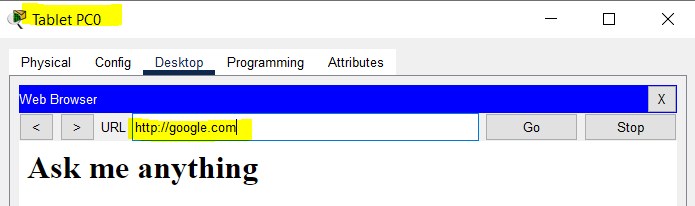 Tablet PC0
Physical Config Desktop Programming Attributes
Web Browser X
< > URL http://google.com Go Stop
Ask me anything